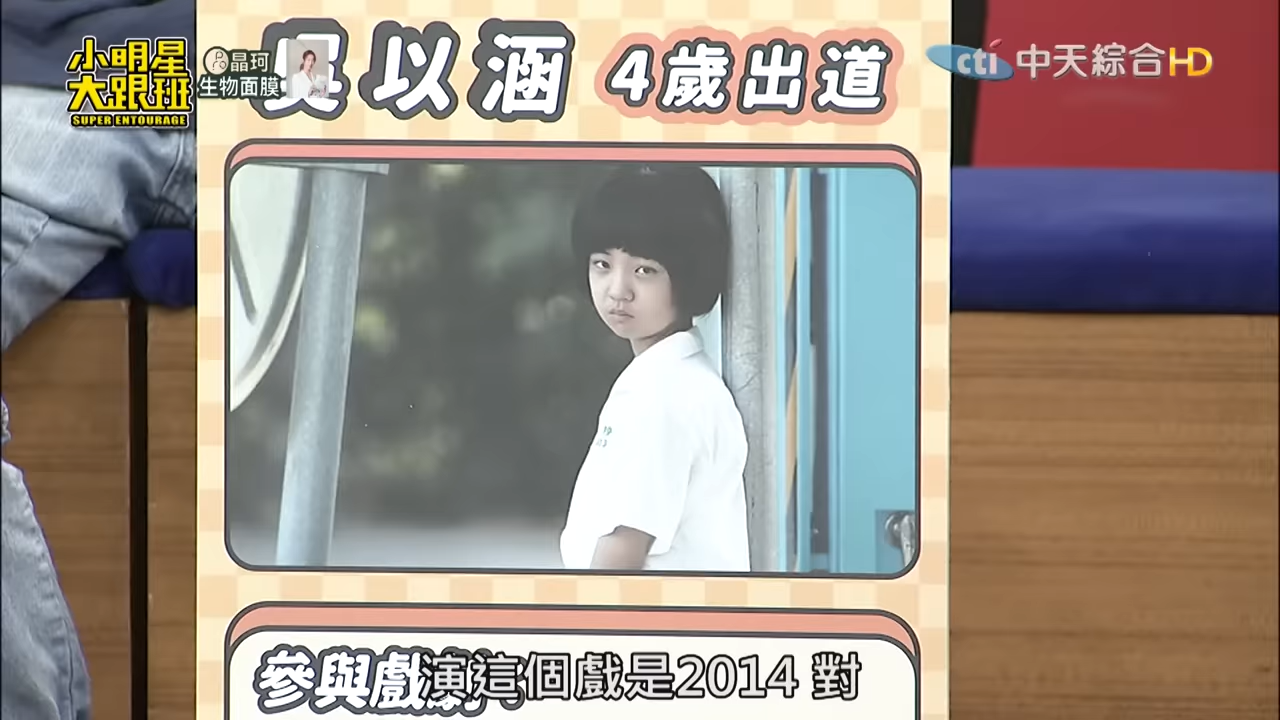 小明星
大跟班
SUPER ENTOURAGE
晶珂
生物面膜
吳以涵 4歲出道
cti 中天綜合HD
參與戲劇
演這個戲是2014 對